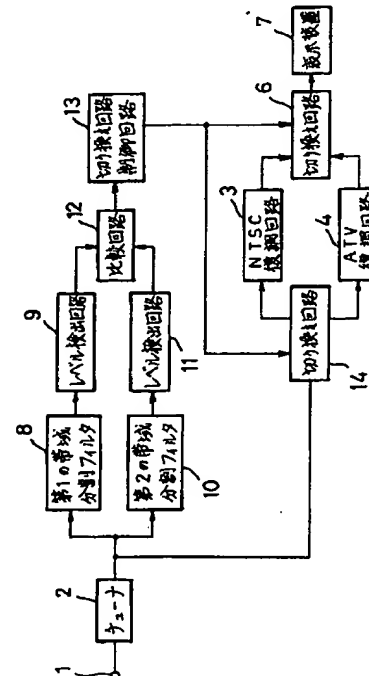 1
2
チューナ
8
第1の帯域
分割フィルタ
9
レベル検出回路
10
第2の帯域
分割フィルタ
11
レベル検出回路
12
比較回路
13
切り換え回路
制御回路
14
切り換え回路
3
NTSC
復調回路
4
ATV
復調回路
6
切り換え回路
7
表示装置